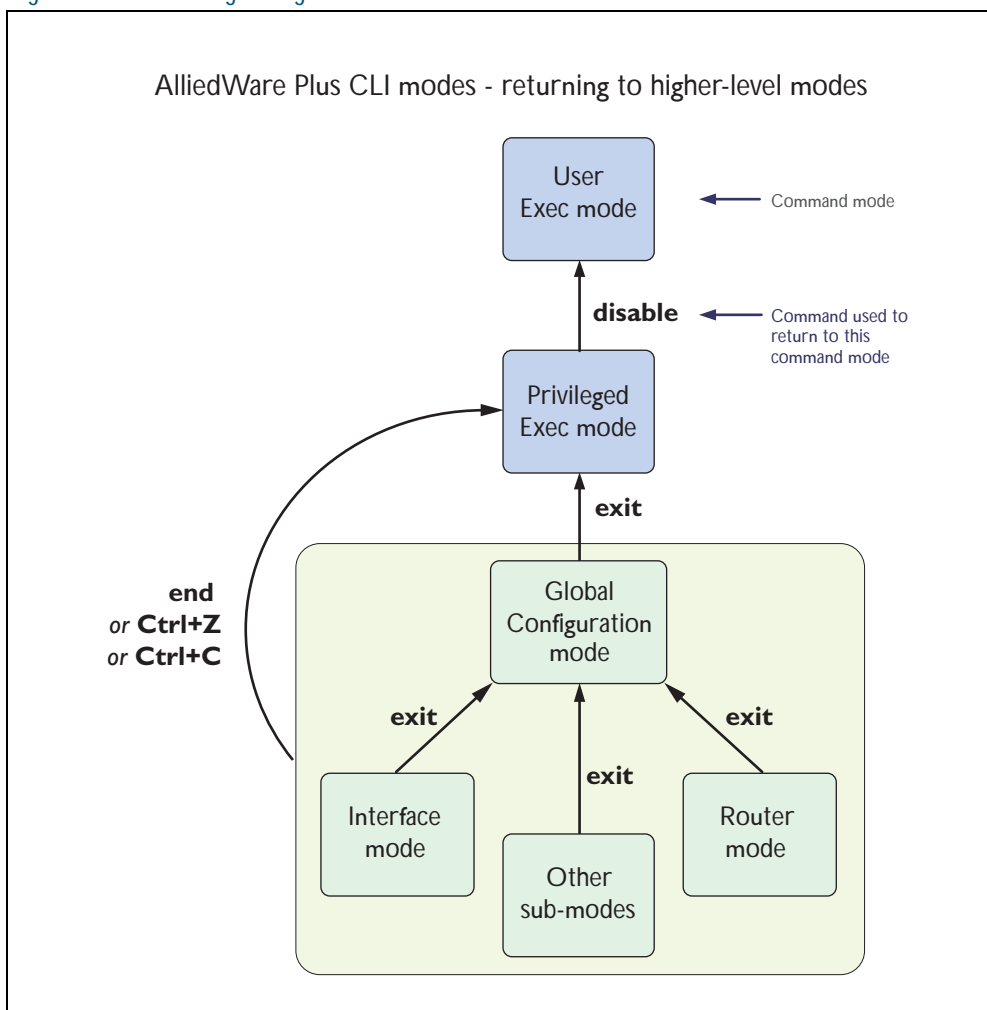 AlliedWare Plus CLI modes - returning to higher-level modes
User
Exec mode
Command mode
disable
Command used to
return to this
command mode
Privileged
Exec mode
exit
end
or Ctrl+Z
or Ctrl+C
Global
Configuration
mode
exit
exit
exit
Interface
mode
Other
sub-modes
Router
mode